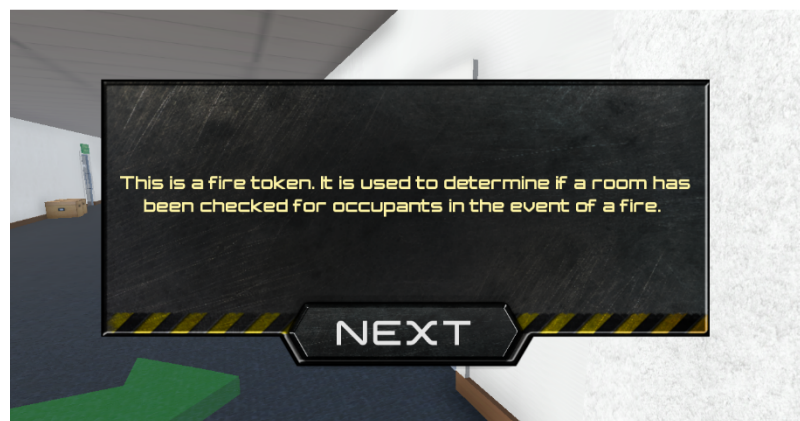 This is a fire token. It is used to determine if a room has
been checked for occupants in the event of a fire.
NEXT